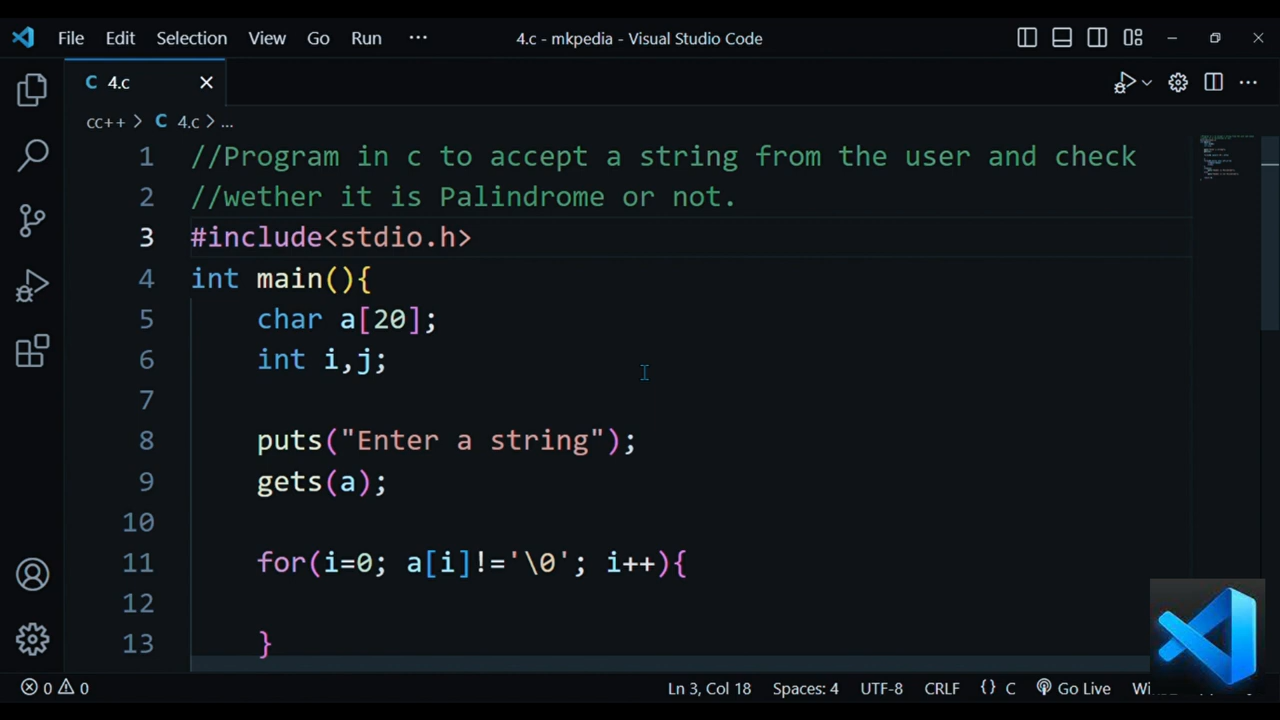 File Edit Selection View Go Run ··· 4.c - mkpedia - Visual Studio Code
C 4.c
cc++ > C 4.c > ...
1 //Program in c to accept a string from the user and check
2 //wether it is Palindrome or not.
3 #include<stdio.h>
4 int main(){
5 char a[20];
6 int i,j;
7
8 puts("Enter a string");
9 gets(a);
10
11 for(i=0; a[i]!='\0'; i++){
12
13 }
0 0 Ln 3, Col 18 Spaces: 4 UTF-8 CRLF {} C Go Live